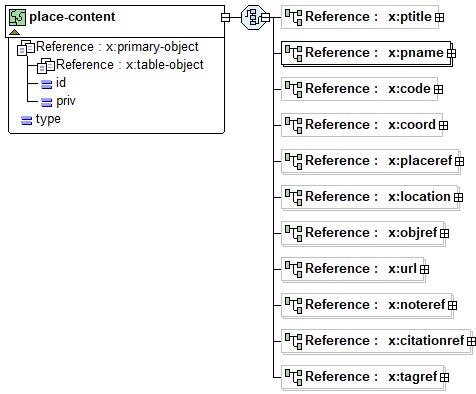 place-content
Reference : x:primary-object
Reference : x:table-object
id
priv
type
Reference : x:ptitle
Reference : x:pname
Reference : x:code
Reference : x:coord
Reference : x:placeref
Reference : x:location
Reference : x:objref
Reference : x:url
Reference : x:noteref
Reference : x:citationref
Reference : x:tagref